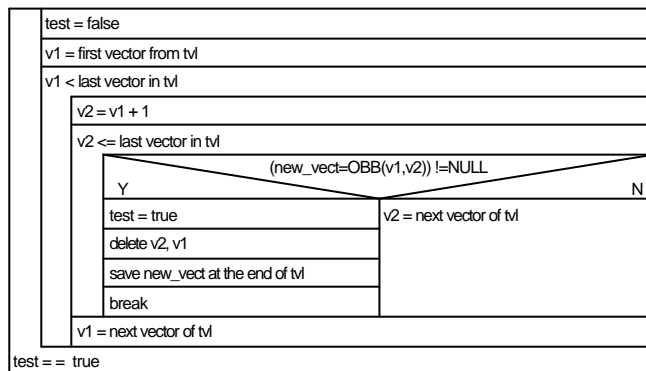 test = false
v1 = first vector from tvl
v1 < last vector in tvl
v2 = v1 + 1
v2 <= last vector in tvl
(new_vect=OBB(v1,v2)) !=NULL
Y N
test = true v2 = next vector of tvl
delete v2, v1
save new_vect at the end of tvl
break
v1 = next vector of tvl
test = = true